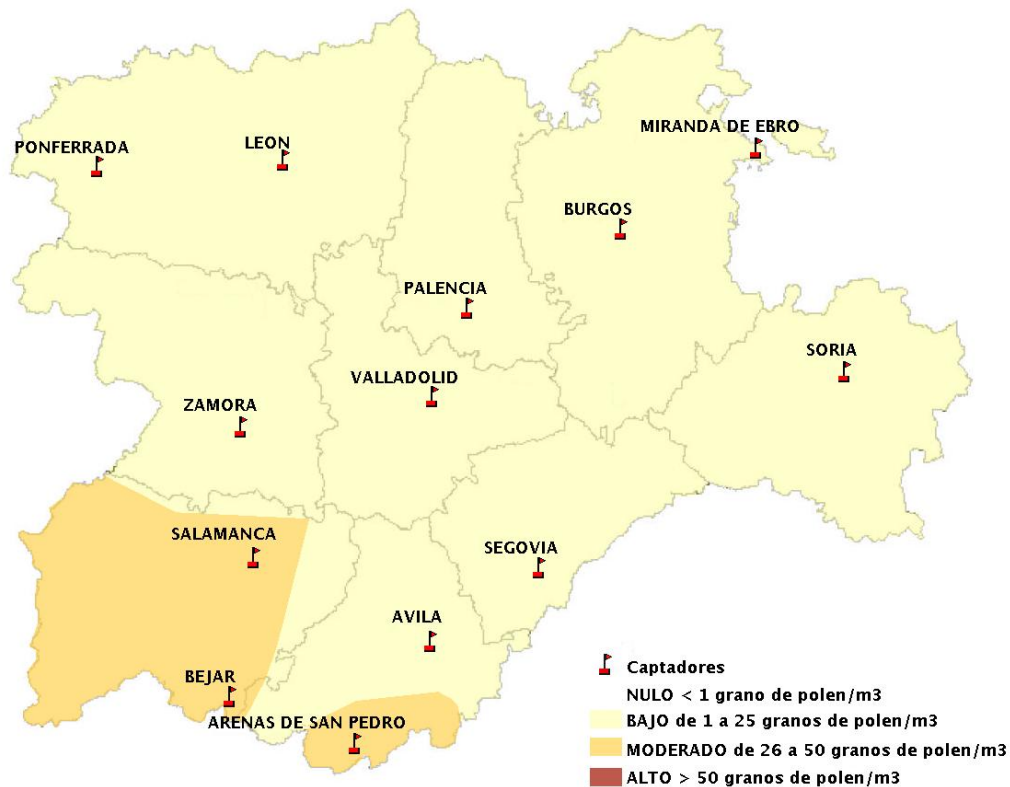 MIRANDA DE EBRO
PONFERRADA
LEON
BURGOS
PALENCIA
SORIA
VALLADOLID
ZAMORA
SALAMANCA
SEGOVIA
AVILA
BEJAR
ARENAS DE SAN PEDRO
Captadores
NULO < 1 grano de polen/m3
BAJO de 1 a 25 granos de polen/m3
MODERADO de 26 a 50 granos de polen/m3
ALTO > 50 granos de polen/m3